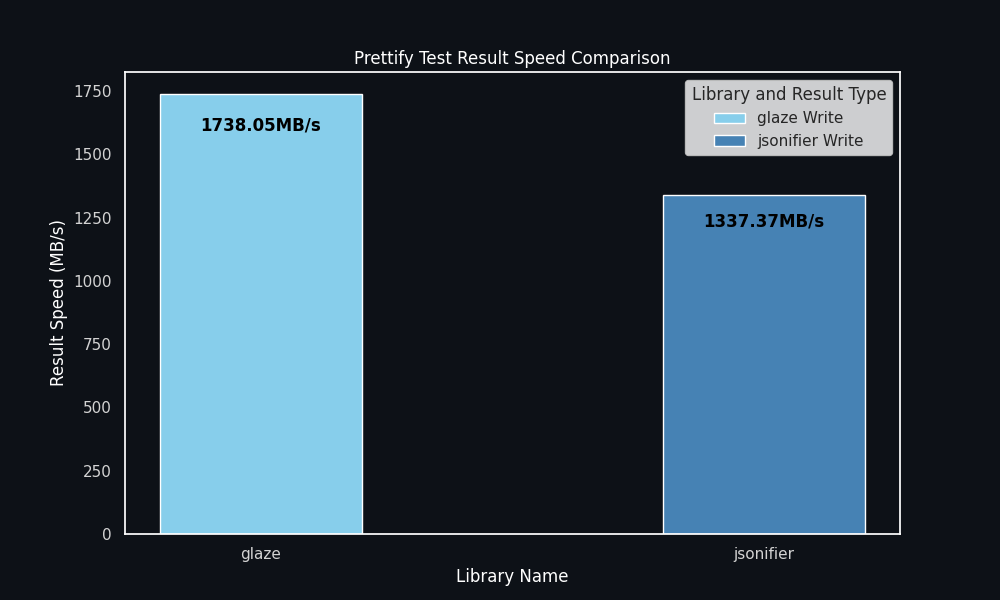 Prettify Test Result Speed Comparison
Library and Result Type
glaze Write
jsonifier Write
1738.05MB/s
1337.37MB/s
Result Speed (MB/s)
1750
1500
1250
1000
750
500
250
0
glaze
jsonifier
Library Name